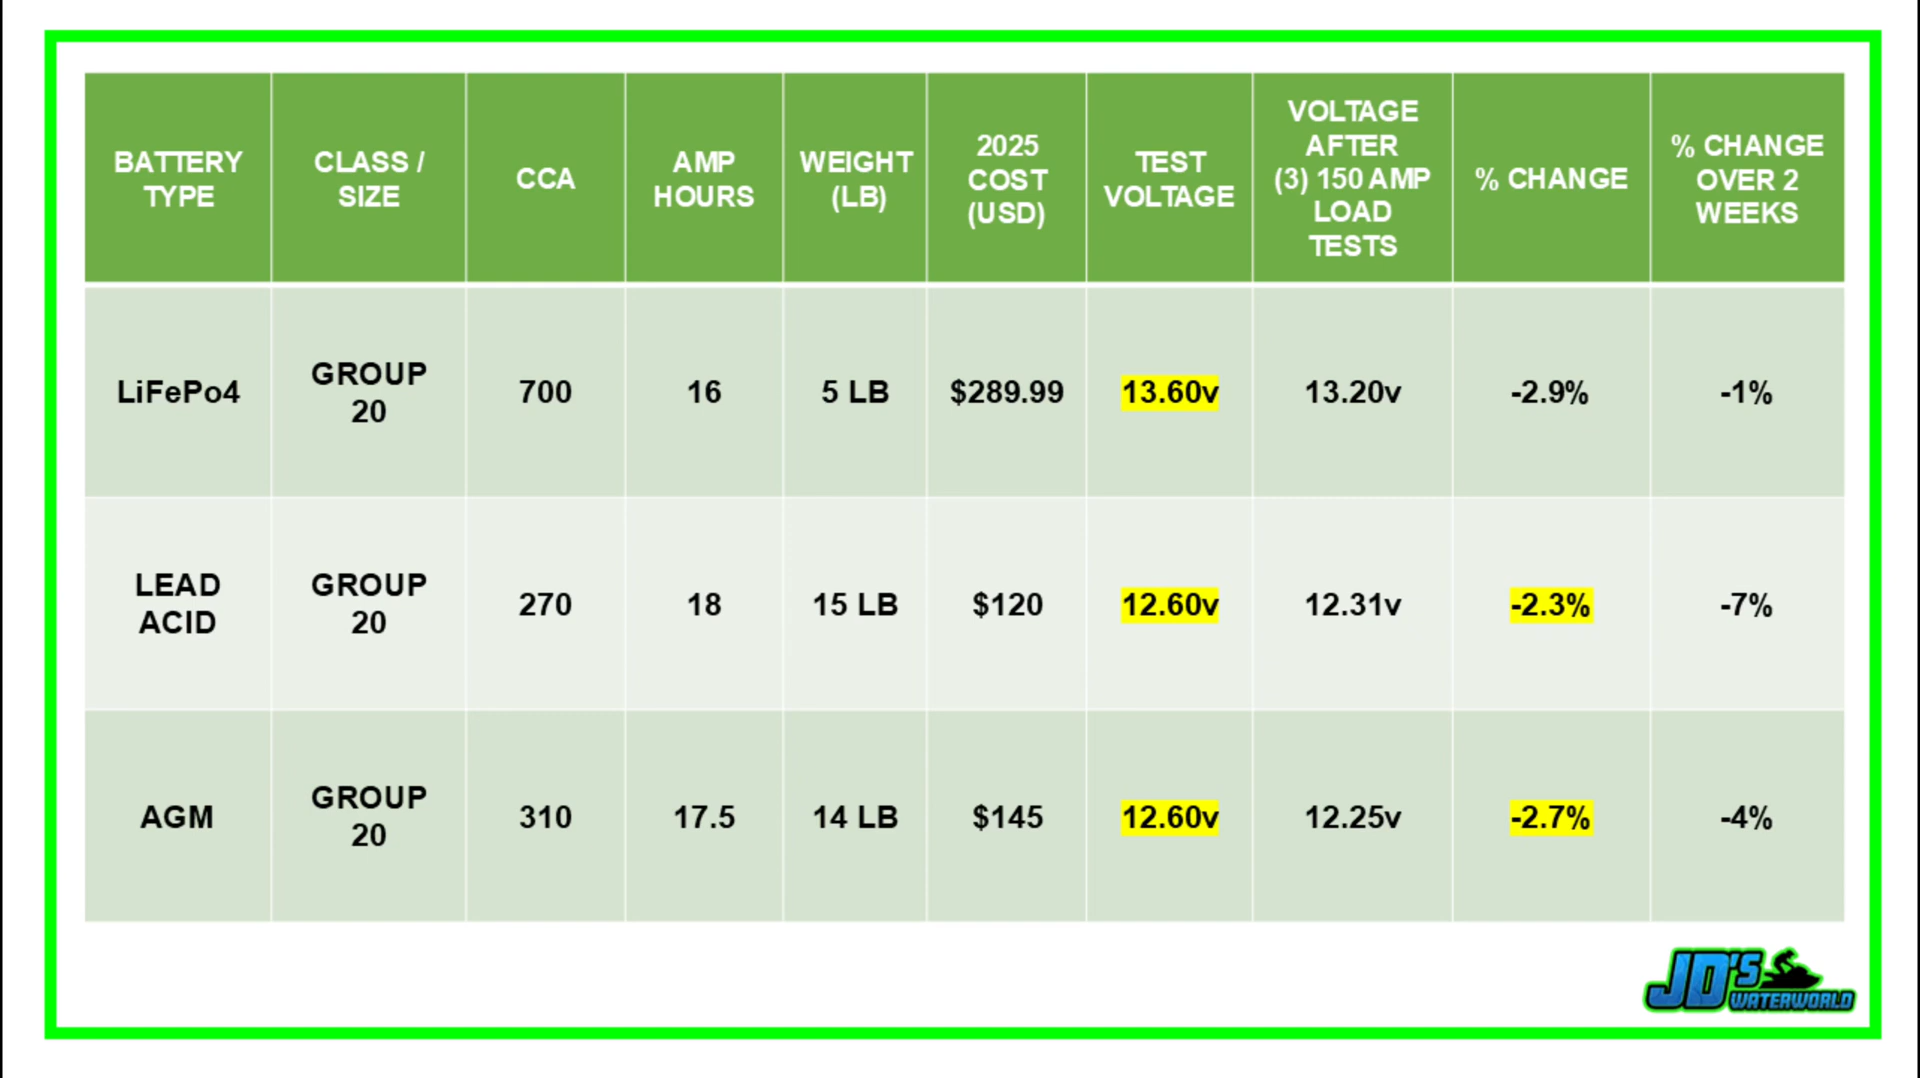 BATTERY
TYPE
CLASS /
SIZE
CCA
AMP
HOURS
WEIGHT
(LB)
2025
COST
(USD)
TEST
VOLTAGE
VOLTAGE
AFTER
(3) 150 AMP
LOAD
TESTS
% CHANGE
% CHANGE
OVER 2
WEEKS
LiFePo4
GROUP
20
700
16
5 LB
$289.99
13.60v
13.20v
-2.9%
-1%
LEAD
ACID
GROUP
20
270
18
15 LB
$120
12.60v
12.31v
-2.3%
-7%
AGM
GROUP
20
310
17.5
14 LB
$145
12.60v
12.25v
-2.7%
-4%
JD'S
WATERWORLD